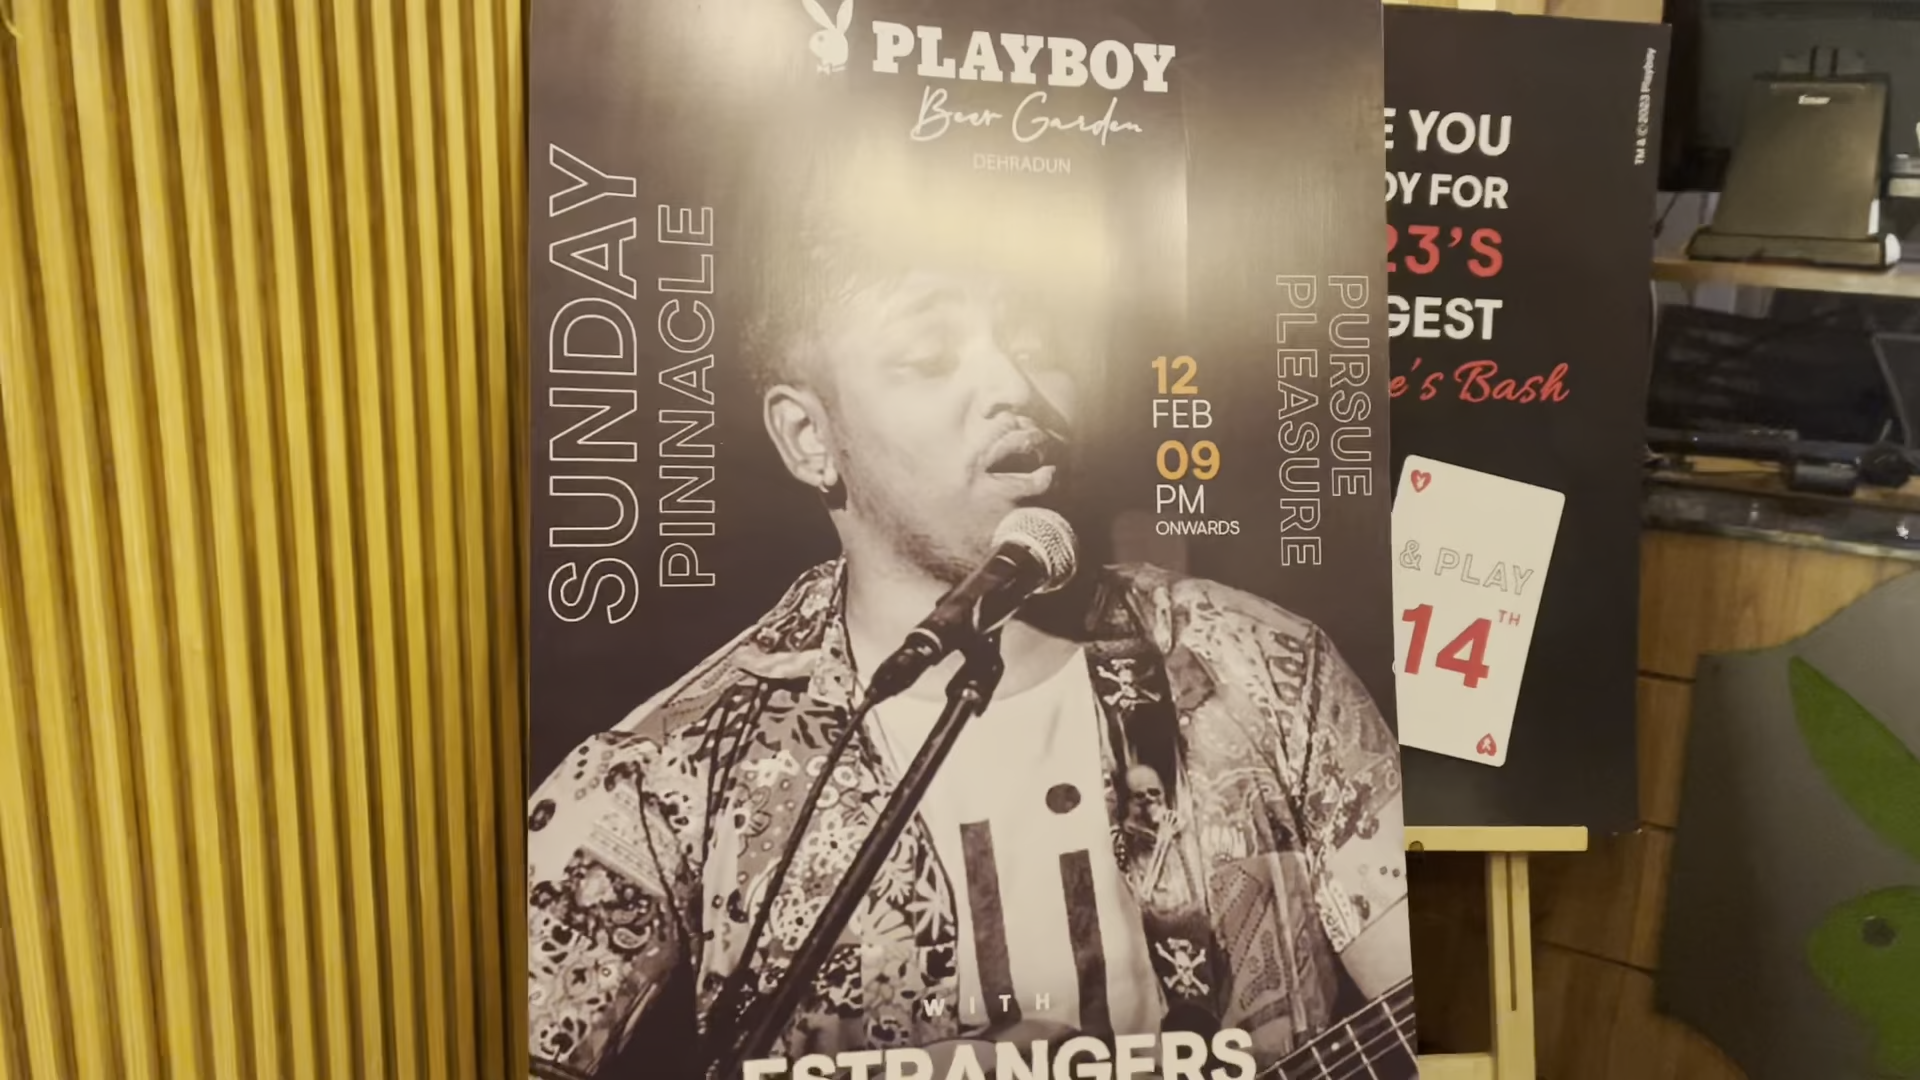 PLAYBOY
Beer Garden
DEHRADUN
SUNDAY
PINNACLE
PURSUE
PLEASURE
12
FEB
09
PM
ONWARDS
WITH
ESTRANGERS
E YOU
DY FOR
23'S
GEST
e's Bash
& PLAY
14TH
TM & © 2023 Playboy